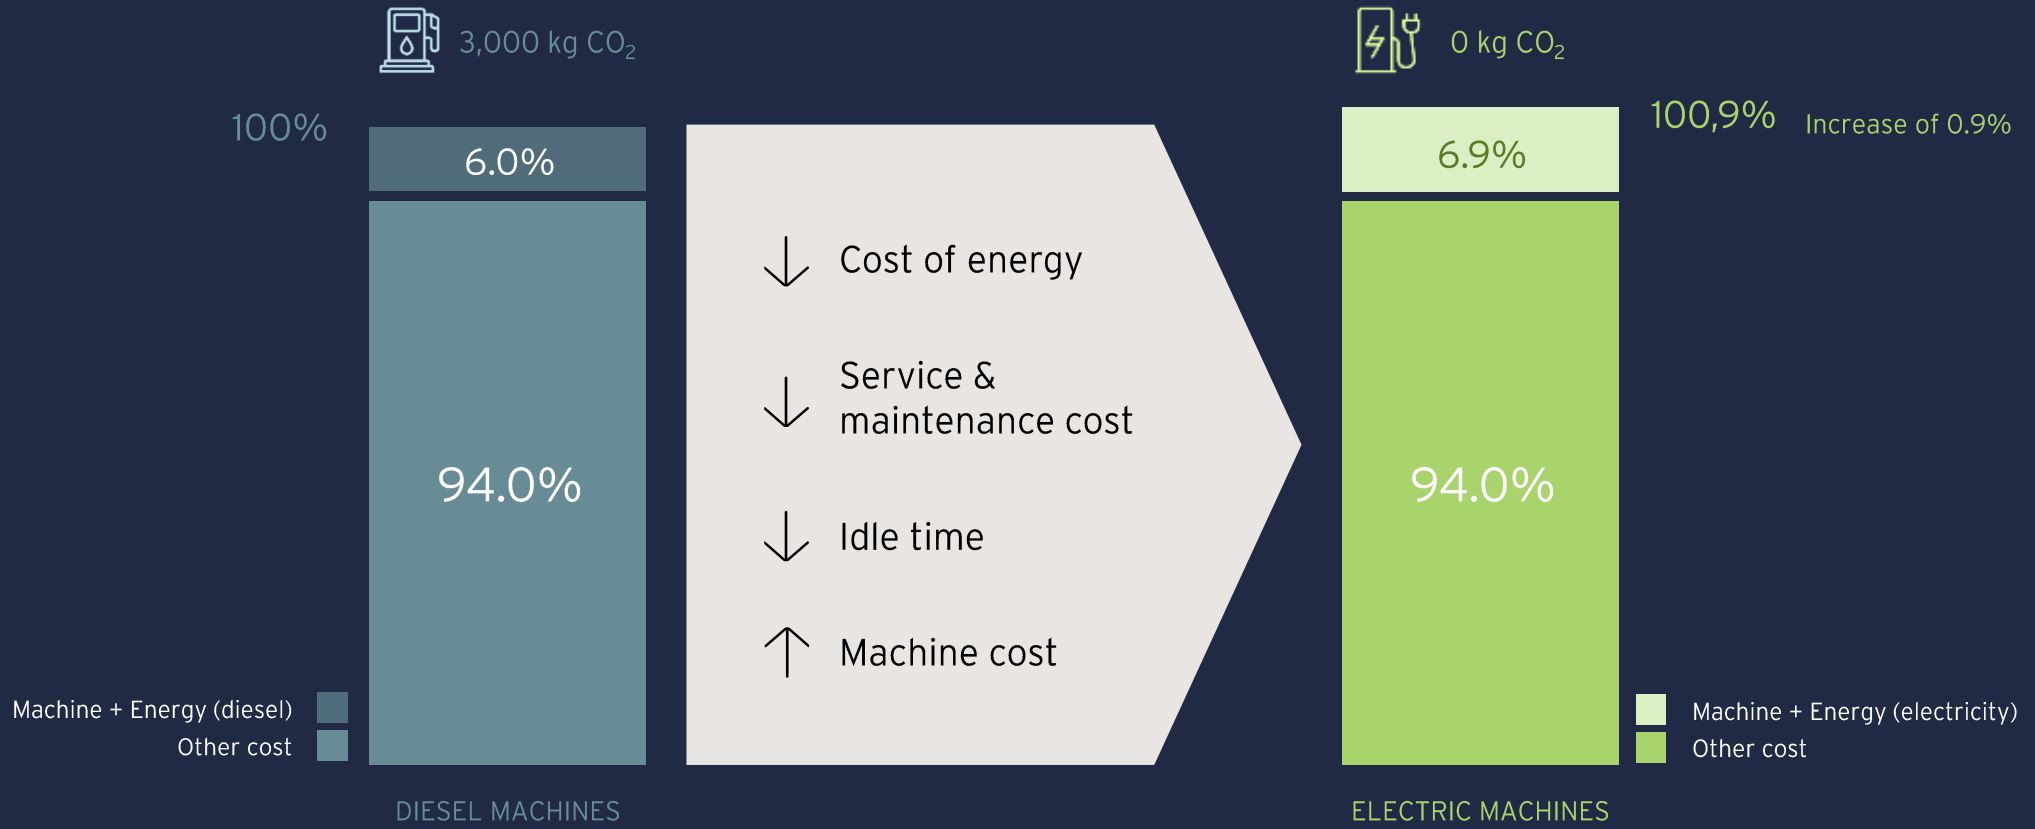 3,000 kg CO₂
0 kg CO₂
100%
6.0%
94.0%
Machine + Energy (diesel)
Other cost
DIESEL MACHINES
Cost of energy
Service &
maintenance cost
Idle time
Machine cost
100,9%
Increase of 0.9%
6.9%
94.0%
Machine + Energy (electricity)
Other cost
ELECTRIC MACHINES